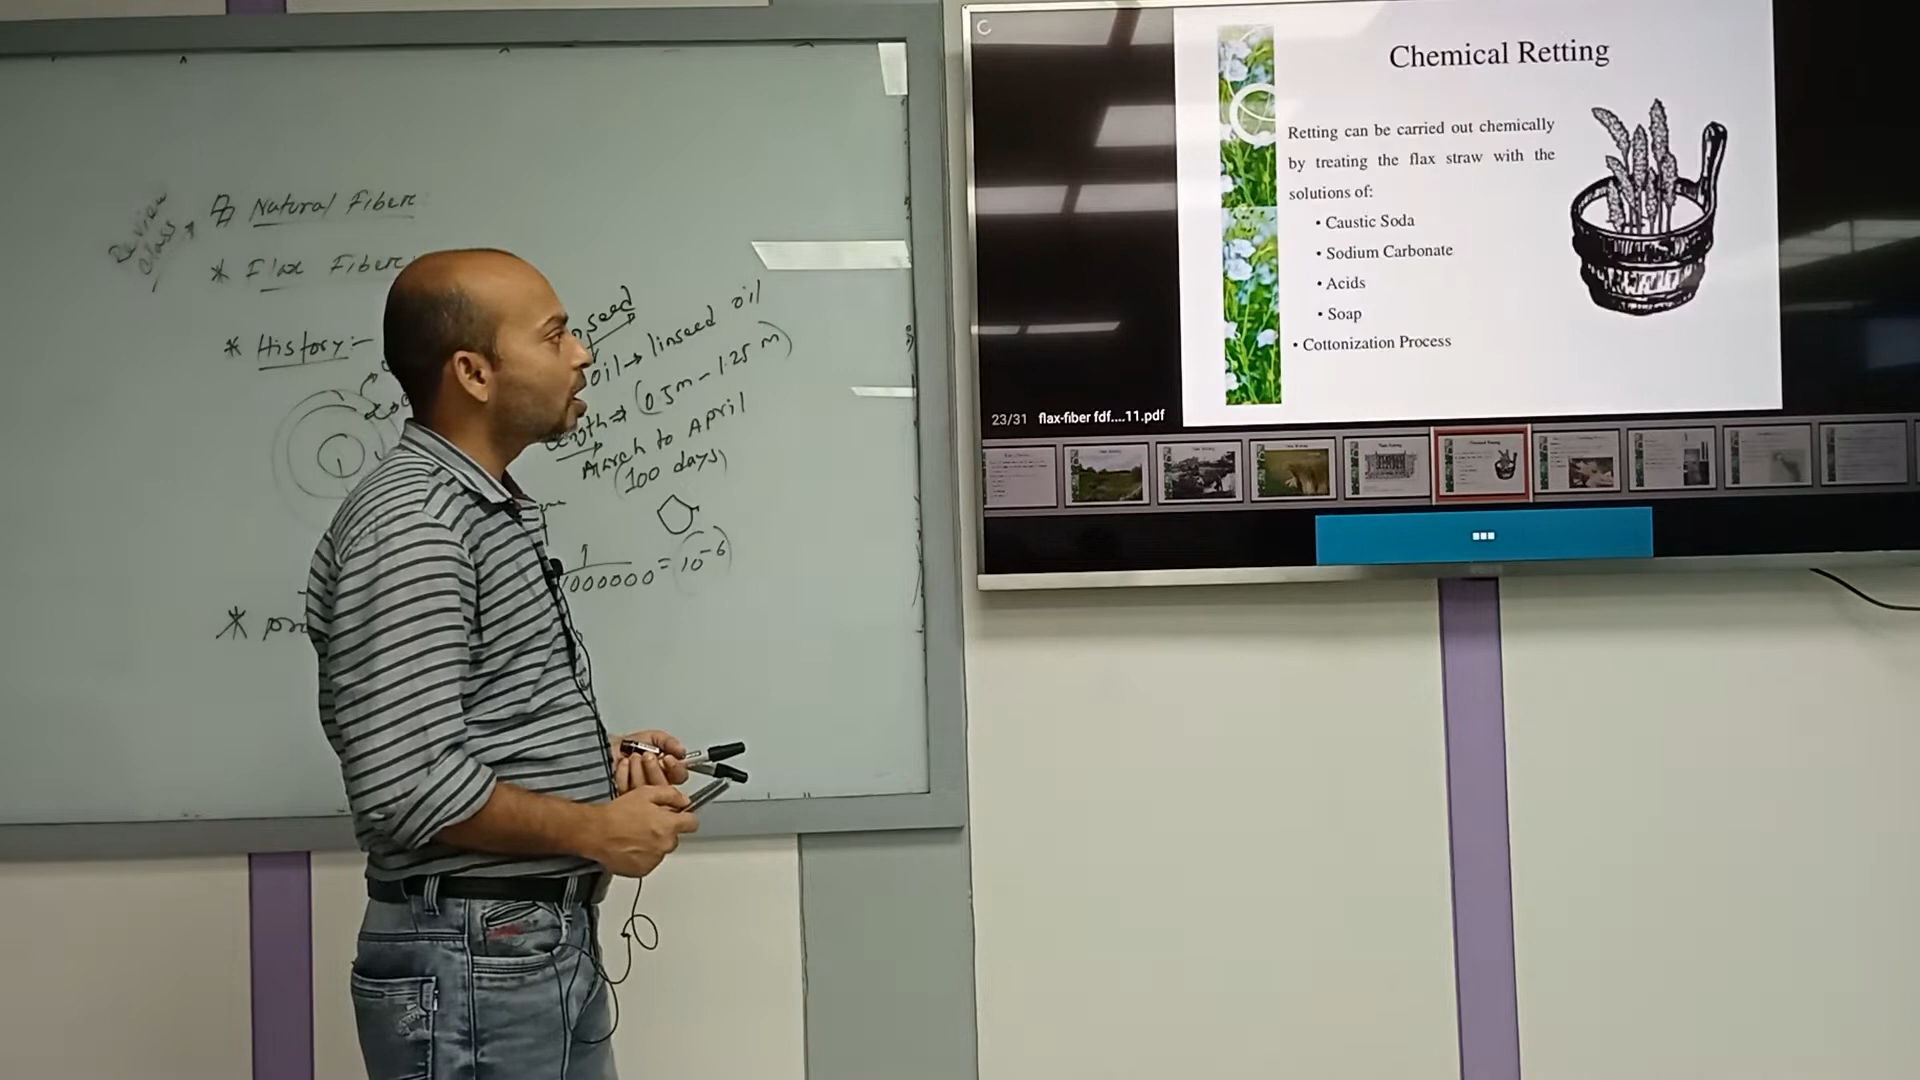 Review
class
Natural Fiber
* Flax Fiber
* History:-
seed
oil → linseed oil
length ⇒ (0.5m - 1.25 m)
March to April
(100 days)
1
1000000 = 10-6
*
Chemical Retting
Retting can be carried out chemically
by treating the flax straw with the
solutions of:
• Caustic Soda
• Sodium Carbonate
• Acids
• Soap
• Cottonization Process
23/31 flax-fiber fdf....11.pdf